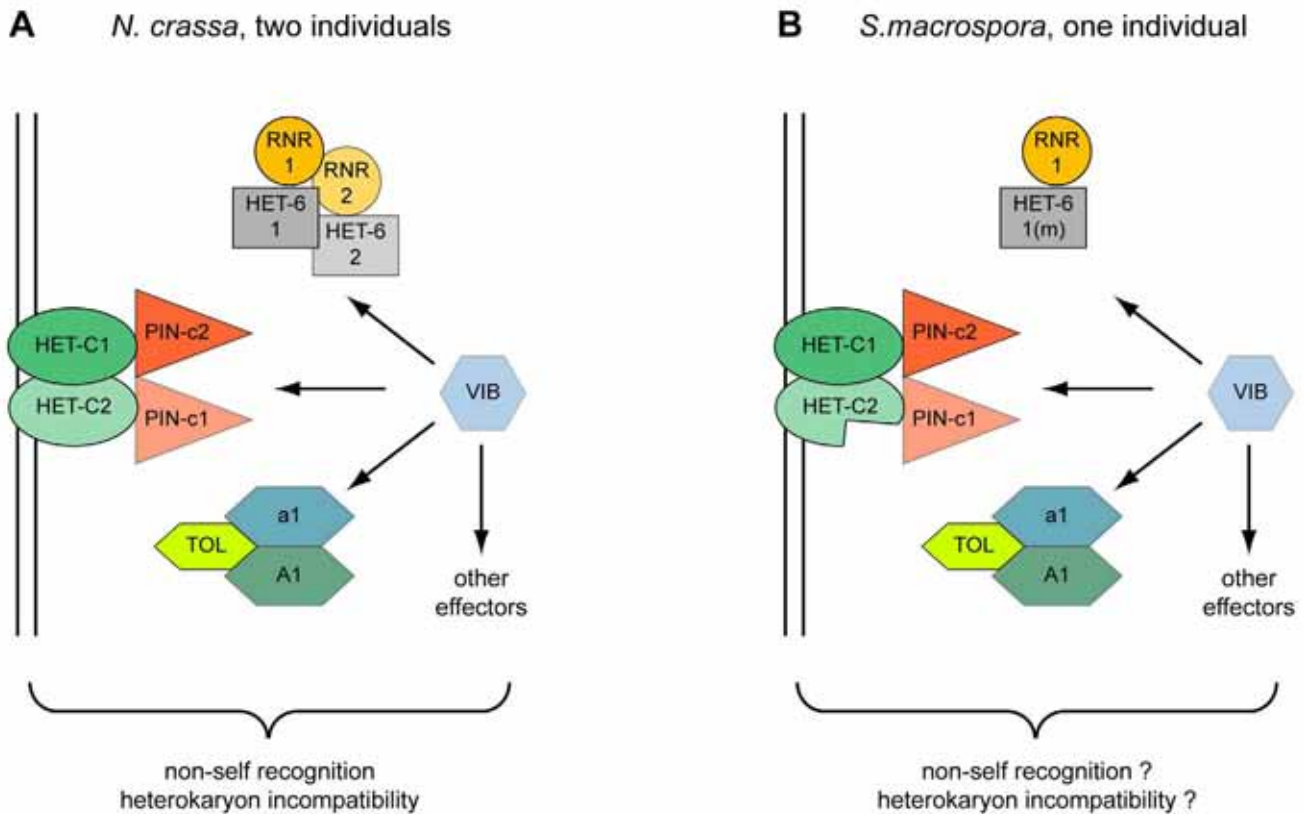 A N. crassa, two individuals
RNR
1
RNR
2
HET-6
1
HET-6
2
HET-C1
PIN-c2
HET-C2
PIN-c1
VIB
a1
TOL
A1
other
effectors
non-self recognition
heterokaryon incompatibility
B S.macrospora, one individual
RNR
1
HET-6
1(m)
HET-C1
PIN-c2
HET-C2
PIN-c1
VIB
a1
TOL
A1
other
effectors
non-self recognition ?
heterokaryon incompatibility ?